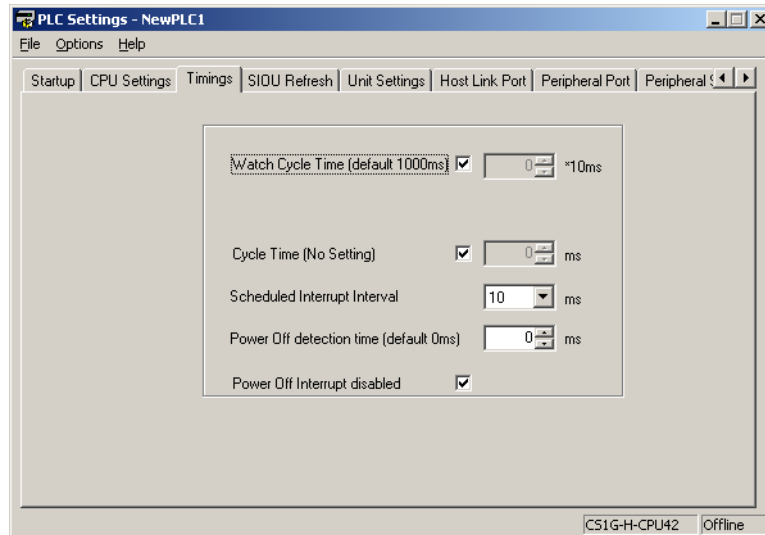 PLC Settings - NewPLC1
File Options Help
Startup CPU Settings Timings SIOU Refresh Unit Settings Host Link Port Peripheral Port Peripheral
Watch Cycle Time (default 1000ms) 0 *10ms
Cycle Time (No Setting) 0 ms
Scheduled Interrupt Interval 10 ms
Power Off detection time (default 0ms) 0 ms
Power Off Interrupt disabled
CS1G-H-CPU42 Offline